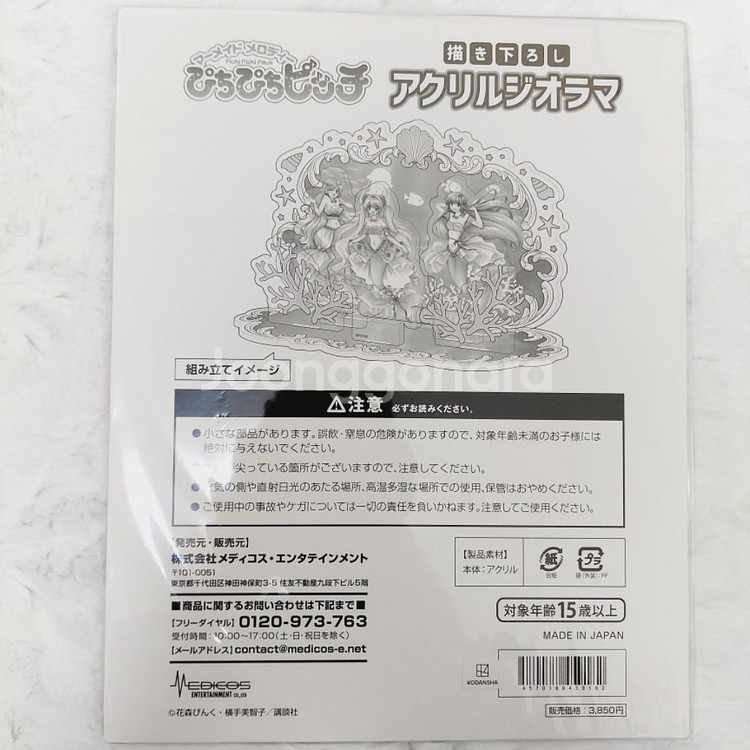 マーメイド メロディー
Pichi Pichi Pitch
ぴちぴちピッチ
描き下ろし
アクリルジオラマ
組み立てイメージ
Joonggonara
注意 必ずお読みください。
●小さな部品があります。誤飲・窒息の危険がありますので、対象年齢未満のお子様には
絶対に与えないでください。
が尖っている箇所がございますので、注意してください。
気の側や直射日光のあたる場所、高温多湿な場所での使用、保管はおやめください。
●ご使用中の事故やケガについては一切の責任を負いかねます。注意してご使用ください。
【発売元・販売元】
株式会社メディコス・エンタテインメント
〒101-0051
東京都千代田区神田神保町3-5 住友不動産九段下ビル5階
■商品に関するお問い合わせは下記まで■
【フリーダイヤル】0120-973-763
受付時間:10:00〜17:00(土・日・祝日を除く)
【メールアドレス】contact@medicos-e.net
【製品素材】
本体:アクリル
紙
台紙
プラ
袋(外装):PP
対象年齢15歳以上
MADE IN JAPAN
MEDICOS
ENTERTAINMENT CO.,LTD
©花森ぴんく・横手美智子/講談社
KODANSHA
販売価格:3,850円